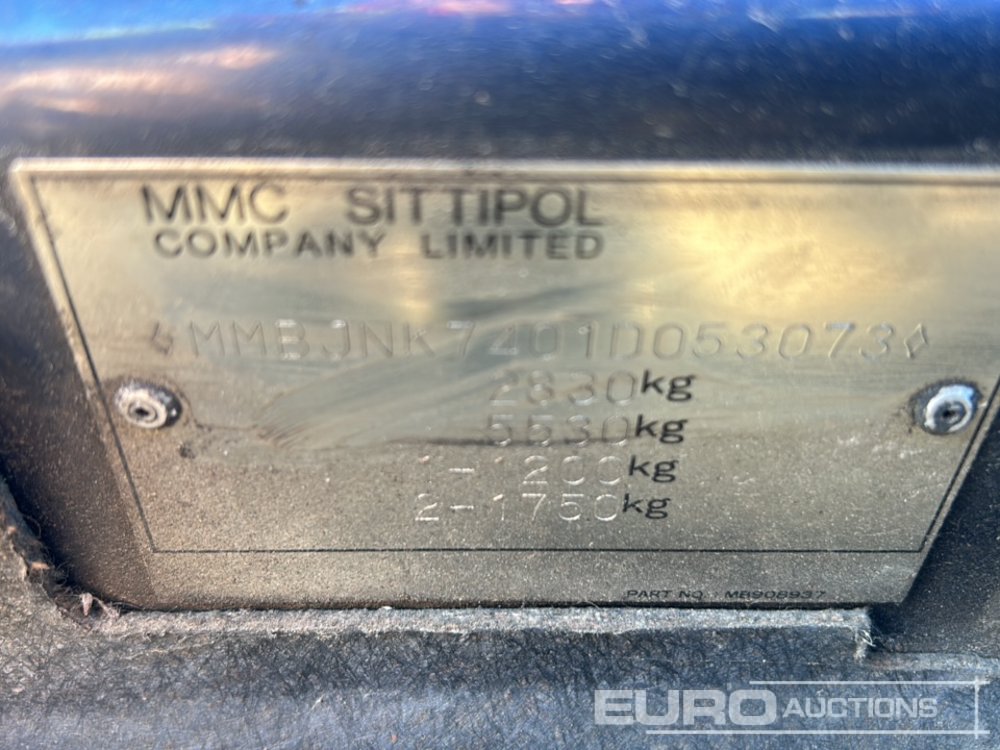 MMC SITTIPOL
COMPANY LIMITED
MMBJNK7401D053073◊
2830kg
5530kg
1-1200kg
2-1750kg
PART NO. MB908937
EURO AUCTIONS